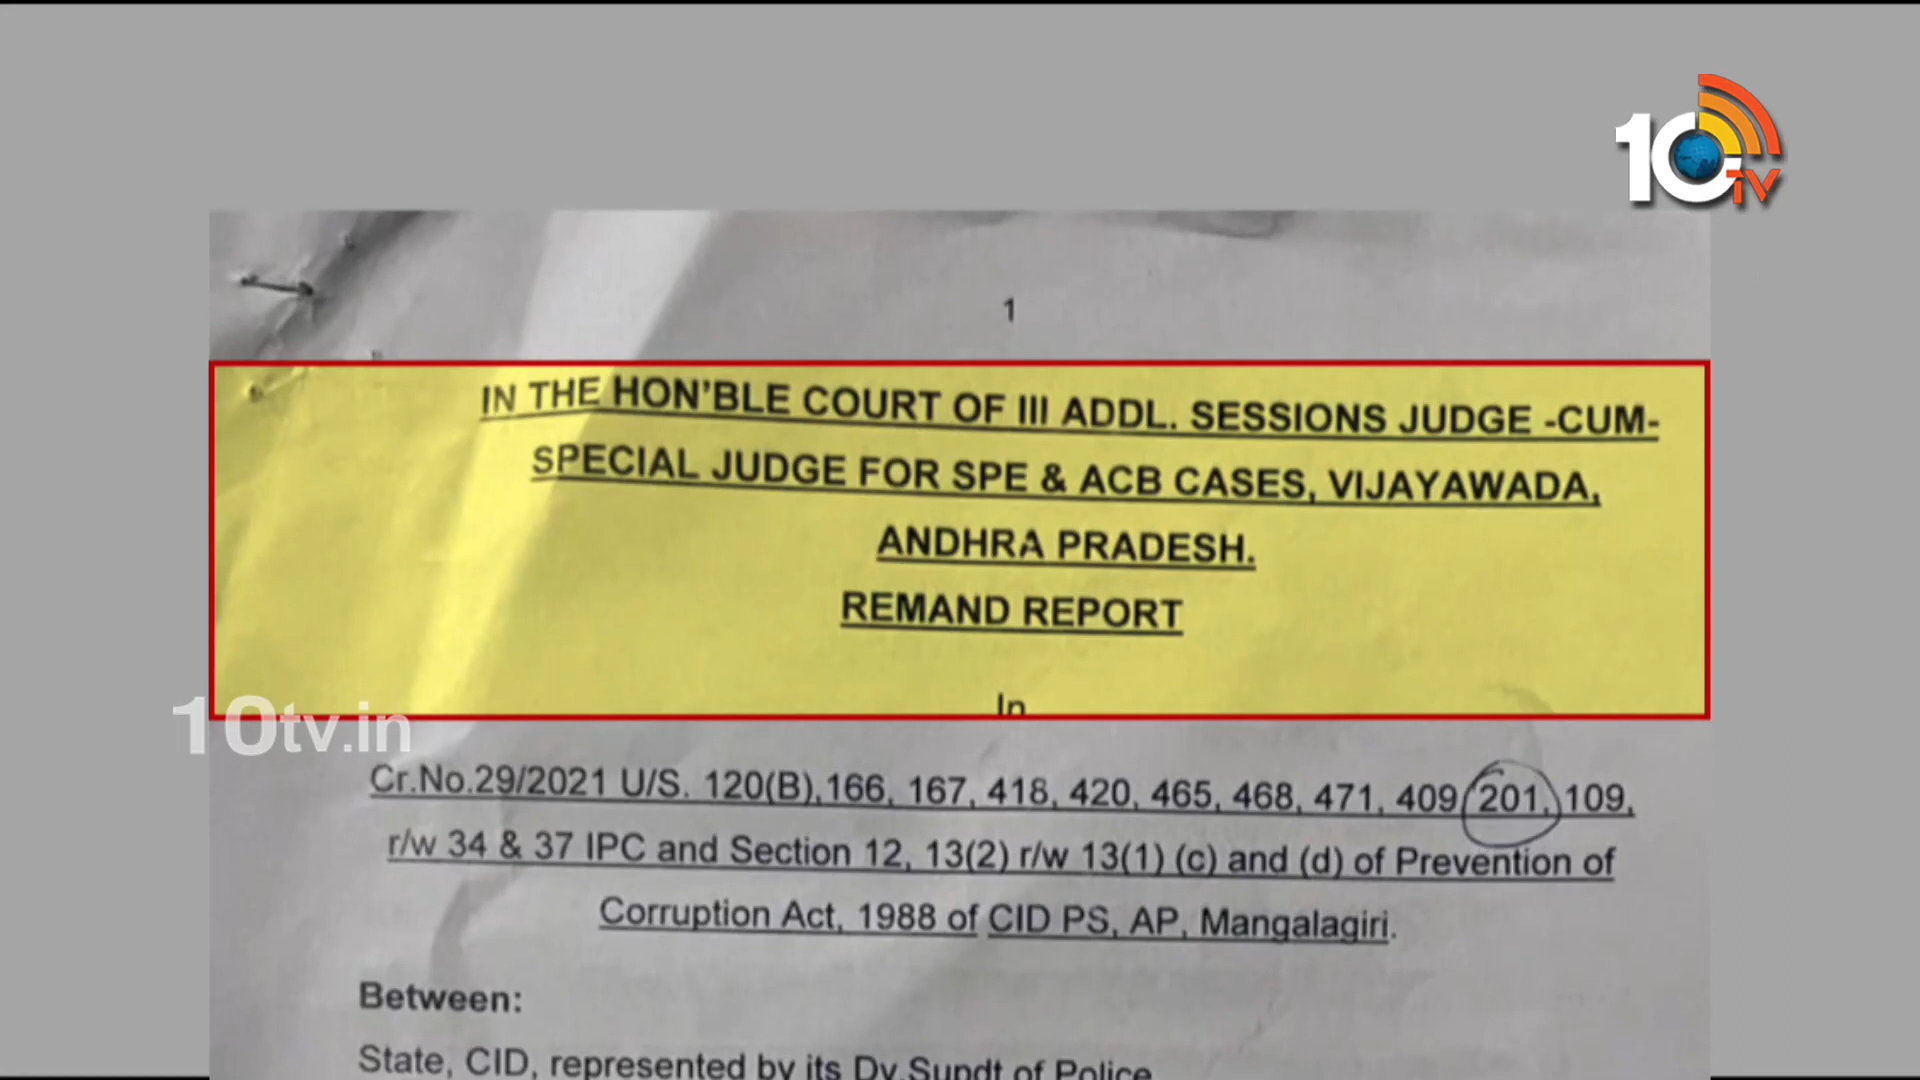 10TV
1
IN THE HON'BLE COURT OF III ADDL. SESSIONS JUDGE -CUM-
SPECIAL JUDGE FOR SPE & ACB CASES, VIJAYAWADA,
ANDHRA PRADESH.
REMAND REPORT
In
10tv.in
Cr.No.29/2021 U/S. 120(B),166, 167, 418, 420, 465, 468, 471, 409 201, 109,
r/w 34 & 37 IPC and Section 12, 13(2) r/w 13(1) (c) and (d) of Prevention of
Corruption Act, 1988 of CID PS, AP, Mangalagiri.
Between:
State, CID, represented by its Dy.Supdt of Police